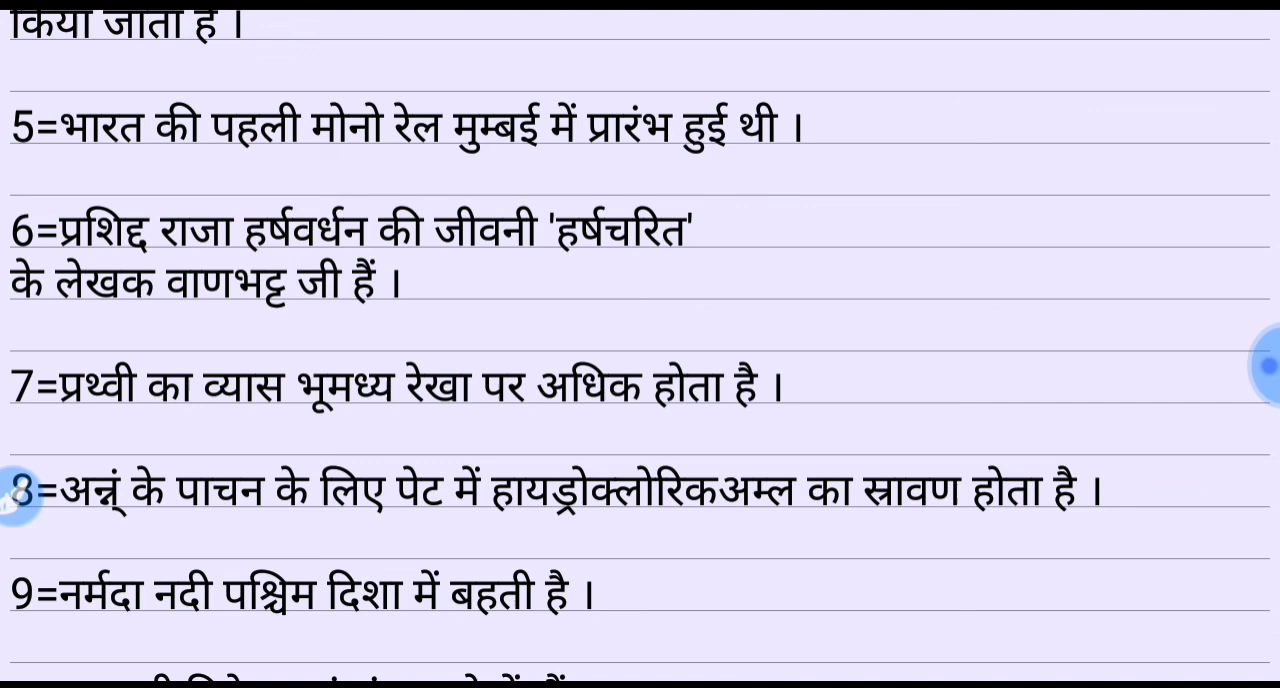 किया जाता है ।
5=भारत की पहली मोनो रेल मुम्बई में प्रारंभ हुई थी ।
6=प्रशिद्द राजा हर्षवर्धन की जीवनी 'हर्षचरित'
के लेखक वाणभट्ट जी हैं ।
7=प्रथ्वी का व्यास भूमध्य रेखा पर अधिक होता है ।
8=अन्न्ं के पाचन के लिए पेट में हायड्रोक्लोरिकअम्ल का स्रावण होता है ।
9=नर्मदा नदी पश्चिम दिशा में बहती है ।